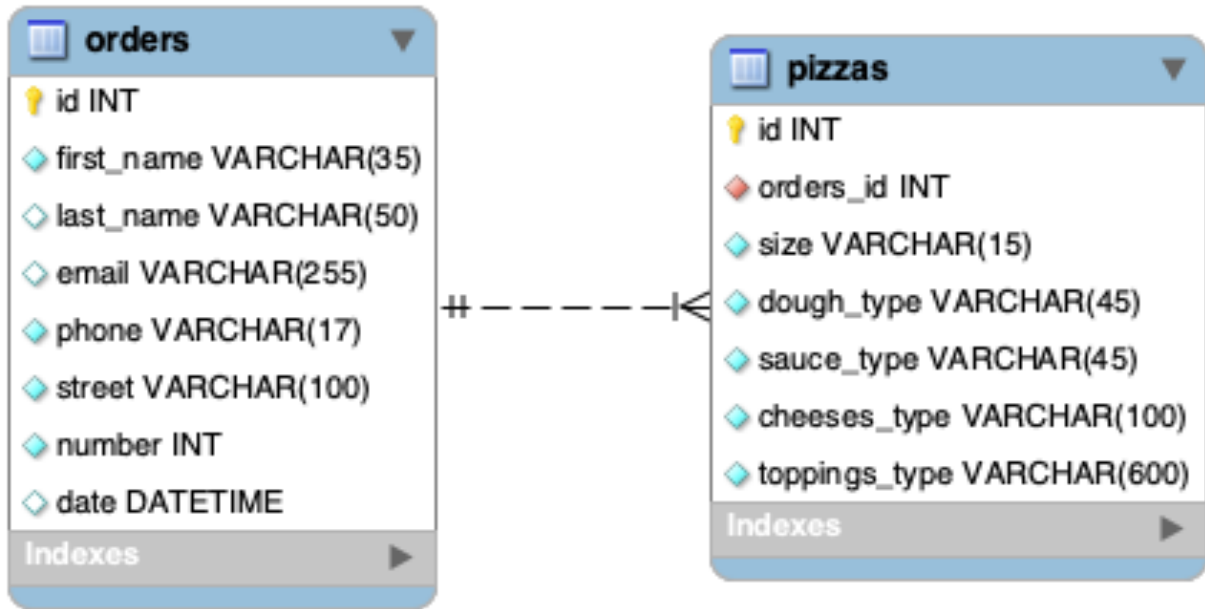 orders
id INT
first_name VARCHAR(35)
last_name VARCHAR(50)
email VARCHAR(255)
phone VARCHAR(17)
street VARCHAR(100)
number INT
date DATETIME
Indexes
pizzas
id INT
orders_id INT
size VARCHAR(15)
dough_type VARCHAR(45)
sauce_type VARCHAR(45)
cheeses_type VARCHAR(100)
toppings_type VARCHAR(600)
Indexes